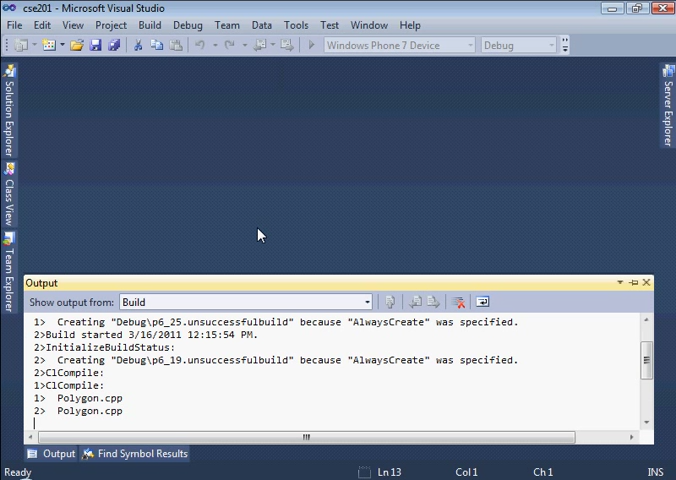 cse201 - Microsoft Visual Studio
File Edit View Project Build Debug Team Data Tools Test Window Help
Windows Phone 7 Device Debug
Solution Explorer
Class View
Team Explorer
Server Explorer
Output
Show output from: Build
1>  Creating "Debug\p6_25.unsuccessfulbuild" because "AlwaysCreate" was specified.
2>Build started 3/16/2011 12:15:54 PM.
2>InitializeBuildStatus:
2>  Creating "Debug\p6_19.unsuccessfulbuild" because "AlwaysCreate" was specified.
2>ClCompile:
1>ClCompile:
1>  Polygon.cpp
2>  Polygon.cpp
Output Find Symbol Results
Ready Ln 13 Col 1 Ch 1 INS